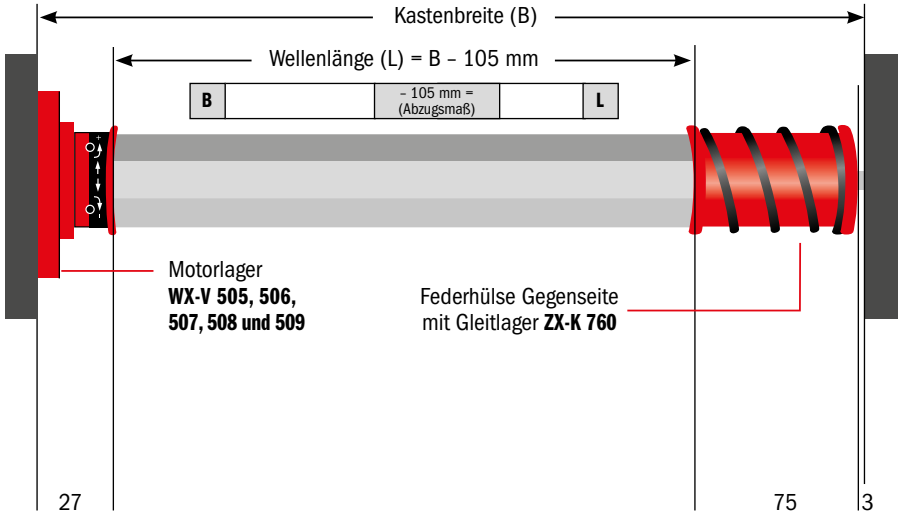 Kastenbreite (B)
Wellenlänge (L) = B – 105 mm
B
– 105 mm =
(Abzugsmaß)
L
+
–
Motorlager
WX-V 505, 506,
507, 508 und 509
Federhülse Gegenseite
mit Gleitlager ZX-K 760
27
75
3